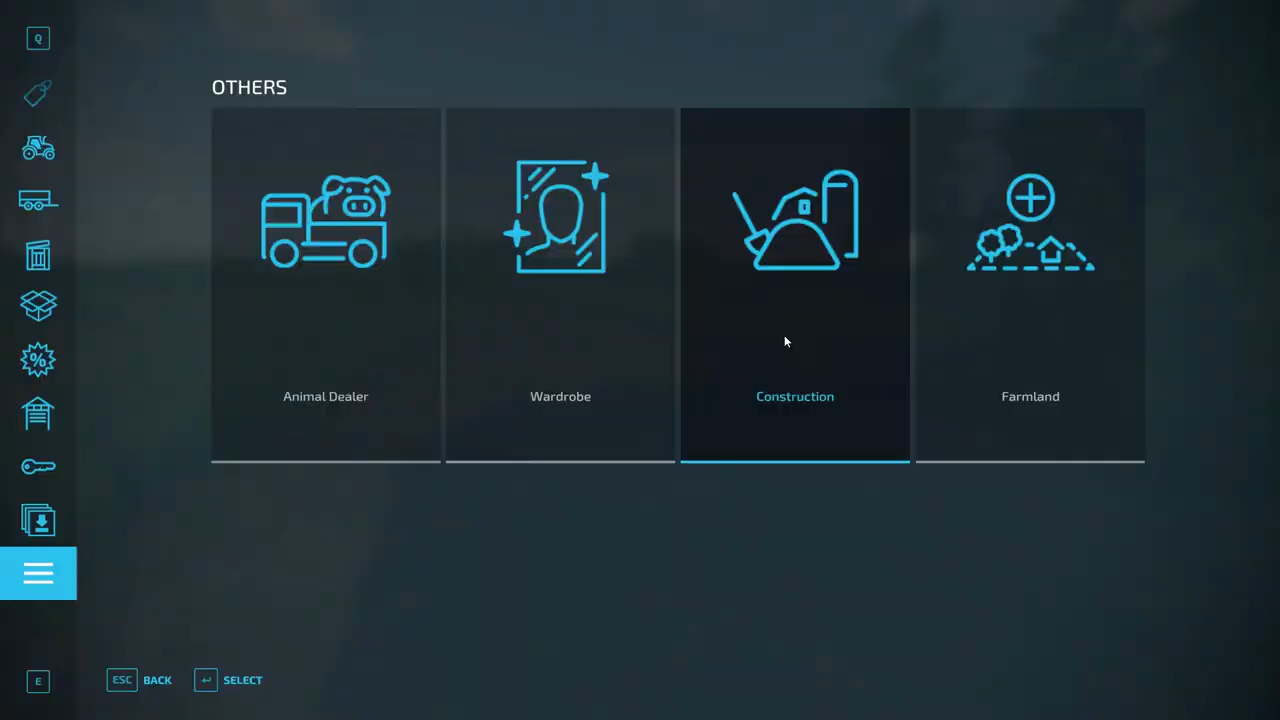 Q
OTHERS
%
Animal Dealer
Wardrobe
Construction
Farmland
E
ESC BACK SELECT